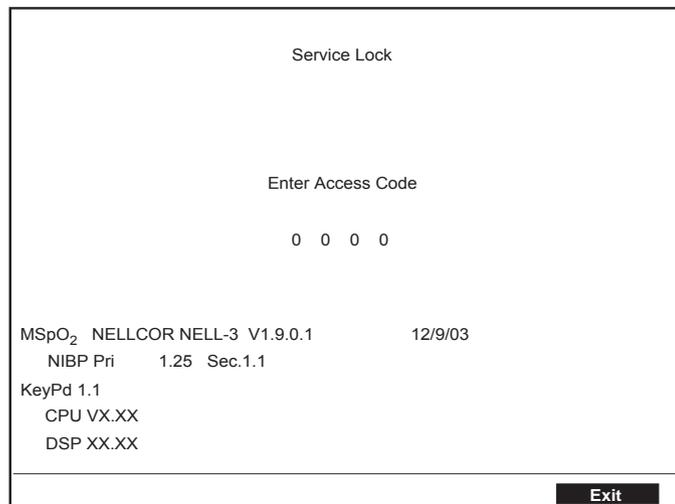 Service Lock
Enter Access Code
0 0 0 0
MSpO₂ NELLCOR NELL-3 V1.9.0.1 12/9/03
NIBP Pri 1.25 Sec.1.1
KeyPd 1.1
CPU VX.XX
DSP XX.XX
Exit